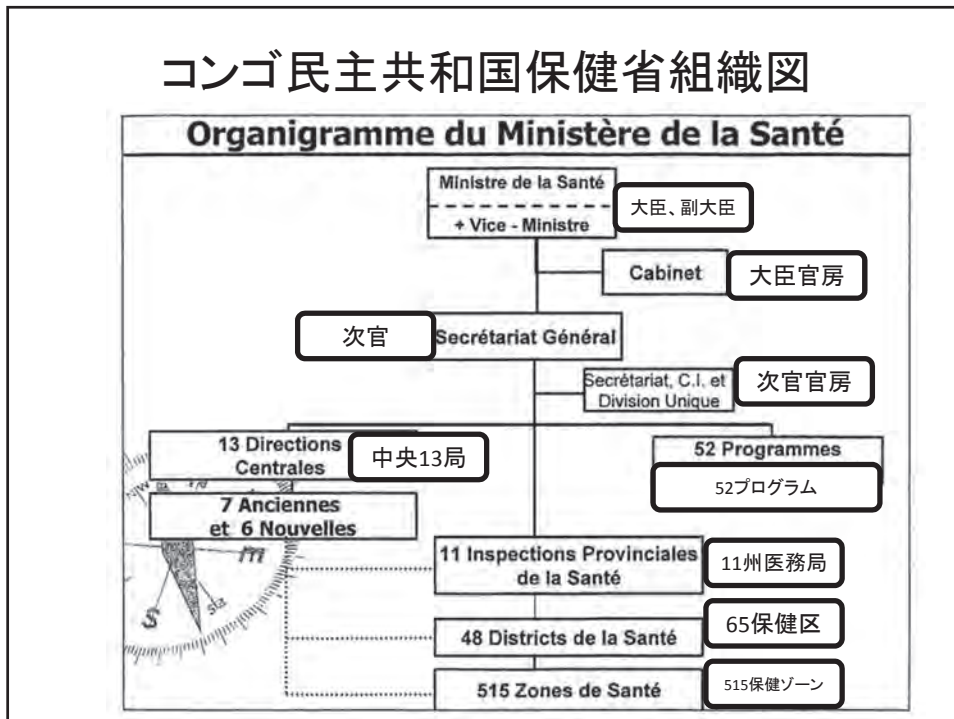 コンゴ民主共和国保健省組織図
Organigramme du Ministère de la Santé
Ministre de la Santé
+ Vice - Ministre
大臣、副大臣
Cabinet
大臣官房
次官
Secrétariat Général
Secrétariat, C.I. et
Division Unique
次官官房
13 Directions
Centrales
中央13局
52 Programmes
52プログラム
7 Anciennes
et 6 Nouvelles
11 Inspections Provinciales
de la Santé
11州医務局
48 Districts de la Santé
65保健区
515 Zones de Santé
515保健ゾーン
S